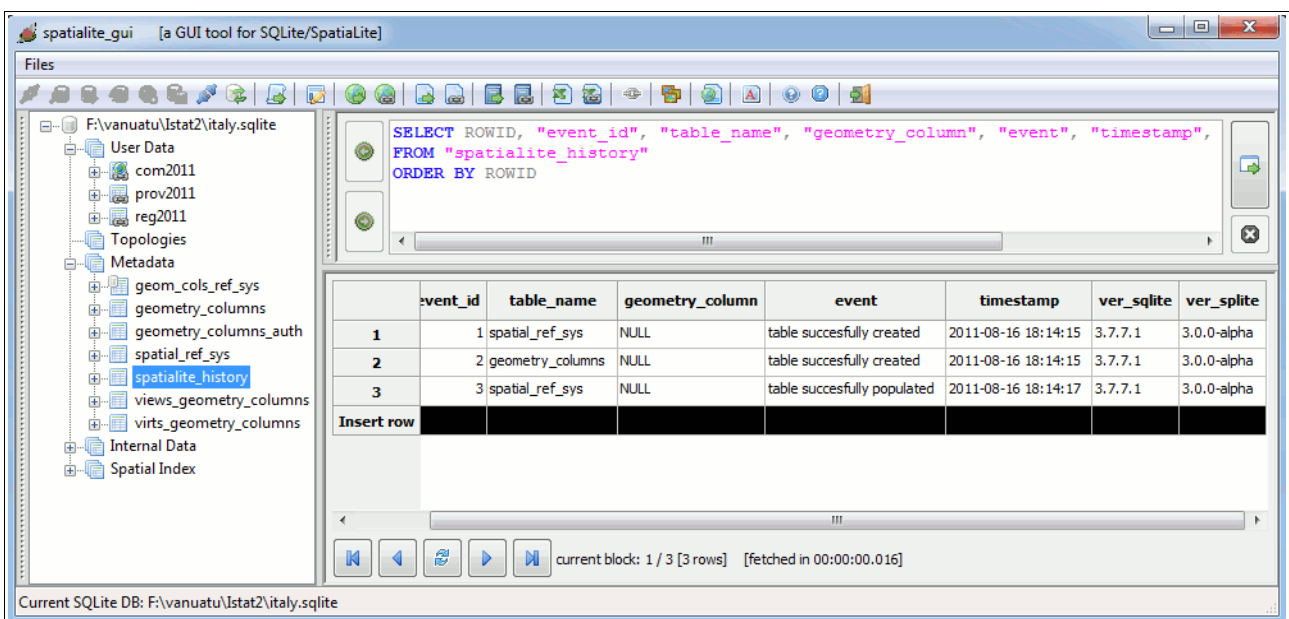 spatialite_gui [a GUI tool for SQLite/SpatiaLite]
Files
F:\vanuatu\Istat2\italy.sqlite
User Data
com2011
prov2011
reg2011
Topologies
Metadata
geom_cols_ref_sys
geometry_columns
geometry_columns_auth
spatial_ref_sys
spatialite_history
views_geometry_columns
virts_geometry_columns
Internal Data
Spatial Index
SELECT ROWID, "event_id", "table_name", "geometry_column", "event", "timestamp",
FROM "spatialite_history"
ORDER BY ROWID
event_id table_name geometry_column event timestamp ver_sqlite ver_splite
1 1 spatial_ref_sys NULL table succesfully created 2011-08-16 18:14:15 3.7.7.1 3.0.0-alpha
2 2 geometry_columns NULL table succesfully created 2011-08-16 18:14:15 3.7.7.1 3.0.0-alpha
3 3 spatial_ref_sys NULL table succesfully populated 2011-08-16 18:14:17 3.7.7.1 3.0.0-alpha
Insert row
current block: 1 / 3 [3 rows] [fetched in 00:00:00.016]
Current SQLite DB: F:\vanuatu\Istat2\italy.sqlite